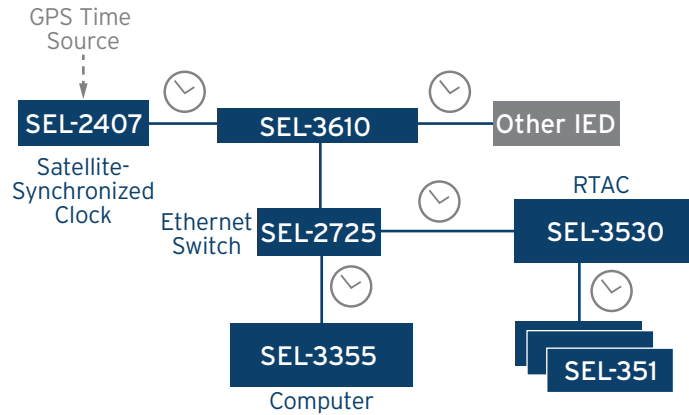 GPS Time
Source
SEL-2407
SEL-3610
Other IED
Satellite-
Synchronized
Clock
Ethernet
Switch
SEL-2725
RTAC
SEL-3530
SEL-3355
Computer
SEL-351